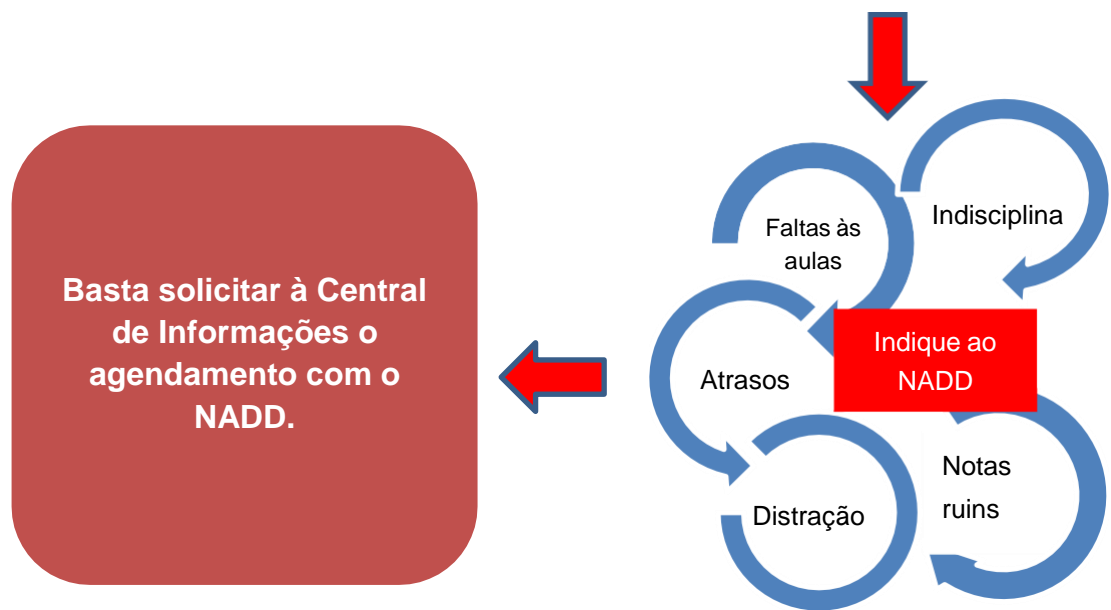 Basta solicitar à Central
de Informações o
agendamento com o
NADD.
Indisciplina
Faltas às
aulas
Indique ao
NADD
Atrasos
Notas
ruins
Distração